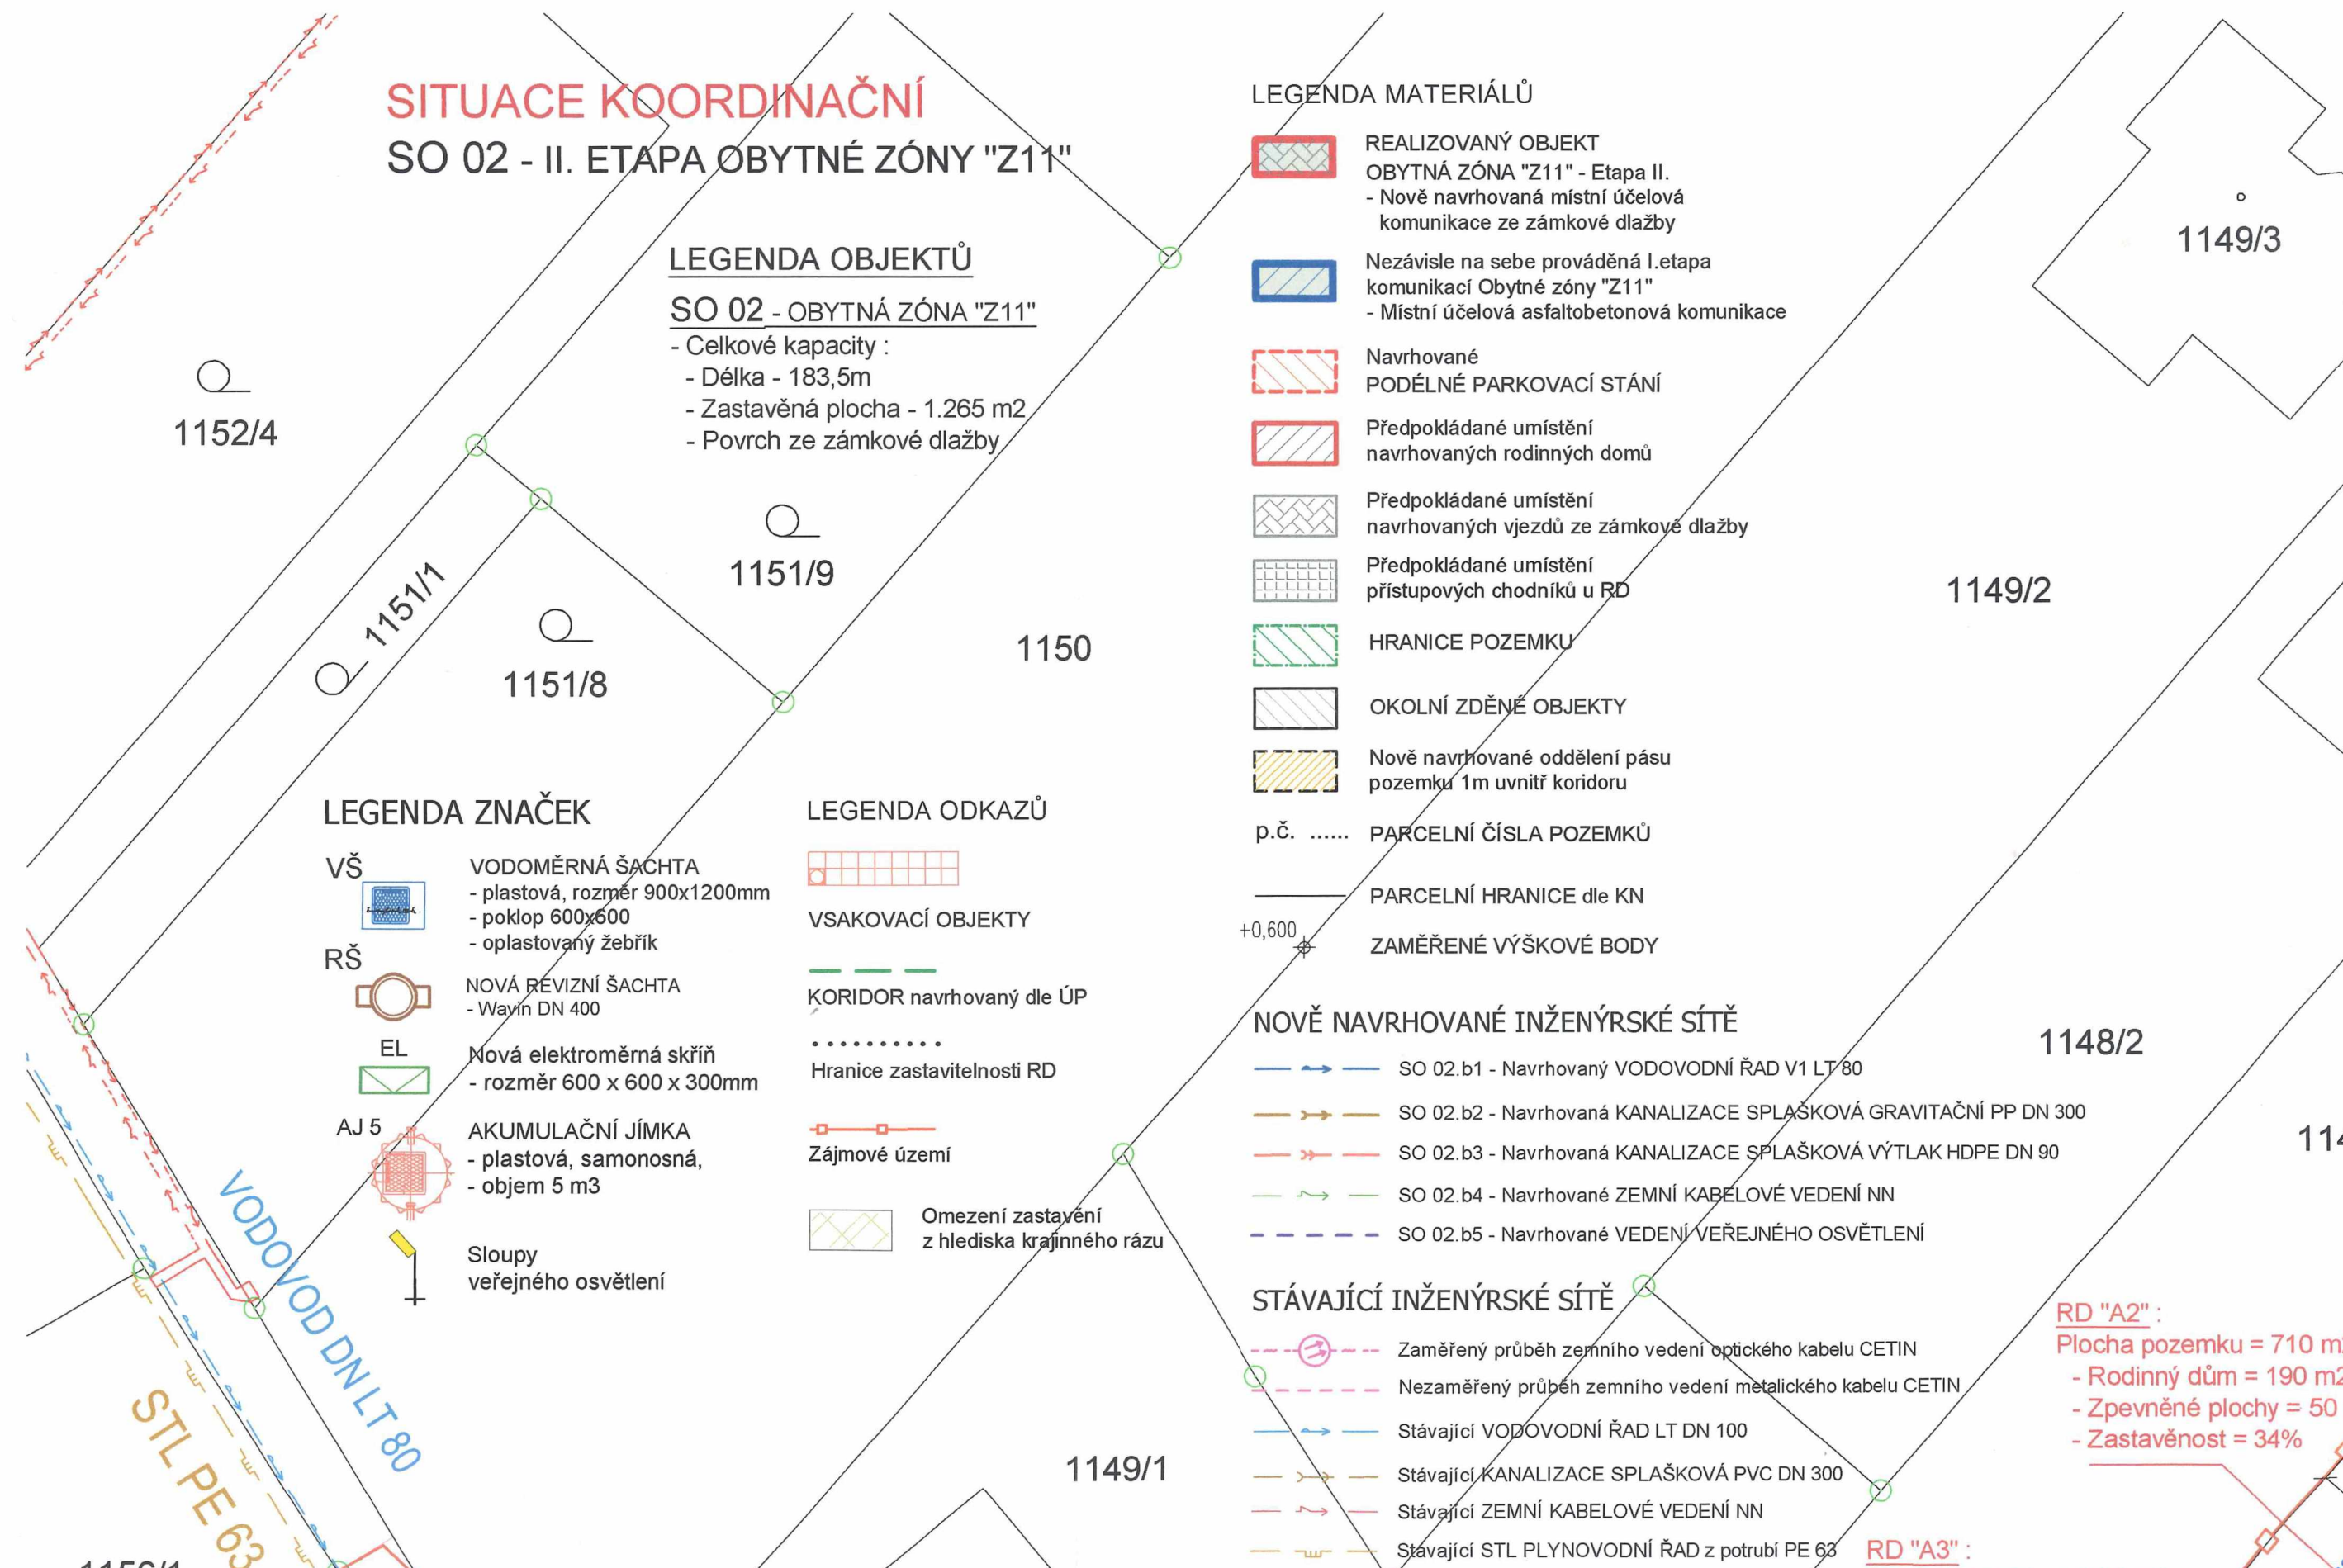 SITUACE KOORDINAČNÍ
SO 02 - II. ETAPA OBYTNÉ ZÓNY "Z11"
LEGENDA OBJEKTŮ
SO 02 - OBYTNÁ ZÓNA "Z11"
- Celkové kapacity :
- Délka - 183,5m
- Zastavěná plocha - 1.265 m2
- Povrch ze zámkové dlažby
1152/4
1151/1
1151/9
1151/8
1150
LEGENDA ZNAČEK
VŠ
VODOMĚRNÁ ŠACHTA
- plastová, rozměr 900x1200mm
- poklop 600x600
- oplastovaný žebřík
RŠ
NOVÁ REVIZNÍ ŠACHTA
- Wavin DN 400
EL
Nová elektroměrná skříň
- rozměr 600 x 600 x 300mm
AJ 5
AKUMULAČNÍ JÍMKA
- plastová, samonosná,
- objem 5 m3
Sloupy
veřejného osvětlení
LEGENDA ODKAZŮ
VSAKOVACÍ OBJEKTY
KORIDOR navrhovaný dle ÚP
Hranice zastavitelnosti RD
Zájmové území
Omezení zastavění
z hlediska krajinného rázu
VODOVOD DN LT 80
STL PE 63
1149/1
LEGENDA MATERIÁLŮ
REALIZOVANÝ OBJEKT
OBYTNÁ ZÓNA "Z11" - Etapa II.
- Nově navrhovaná místní účelová
komunikace ze zámkové dlažby
Nezávisle na sebe prováděná I.etapa
komunikací Obytné zóny "Z11"
- Místní účelová asfaltobetonová komunikace
Navrhované
PODÉLNÉ PARKOVACÍ STÁNÍ
Předpokládané umístění
navrhovaných rodinných domů
Předpokládané umístění
navrhovaných vjezdů ze zámkové dlažby
Předpokládané umístění
přístupových chodníků u RD
HRANICE POZEMKU
OKOLNÍ ZDĚNÉ OBJEKTY
Nově navrhované oddělení pásu
pozemku 1m uvnitř koridoru
p.č. ...... PARCELNÍ ČÍSLA POZEMKŮ
PARCELNÍ HRANICE dle KN
+0,600
ZAMĚŘENÉ VÝŠKOVÉ BODY
NOVĚ NAVRHOVANÉ INŽENÝRSKÉ SÍTĚ
SO 02.b1 - Navrhovaný VODOVODNÍ ŘAD V1 LT 80
SO 02.b2 - Navrhovaná KANALIZACE SPLAŠKOVÁ GRAVITAČNÍ PP DN 300
SO 02.b3 - Navrhovaná KANALIZACE SPLAŠKOVÁ VÝTLAK HDPE DN 90
SO 02.b4 - Navrhované ZEMNÍ KABELOVÉ VEDENÍ NN
SO 02.b5 - Navrhované VEDENÍ VEŘEJNÉHO OSVĚTLENÍ
STÁVAJÍCÍ INŽENÝRSKÉ SÍTĚ
Zaměřený průběh zemního vedení optického kabelu CETIN
Nezaměřený průběh zemního vedení metalického kabelu CETIN
Stávající VODOVODNÍ ŘAD LT DN 100
Stávající KANALIZACE SPLAŠKOVÁ PVC DN 300
Stávající ZEMNÍ KABELOVÉ VEDENÍ NN
Stávající STL PLYNOVODNÍ ŘAD z potrubí PE 63
1149/3
1149/2
1148/2
RD "A2" :
Plocha pozemku = 710
- Rodinný dům = 190 m2
- Zpevněné plochy = 50
- Zastavěnost = 34%
RD "A3" :